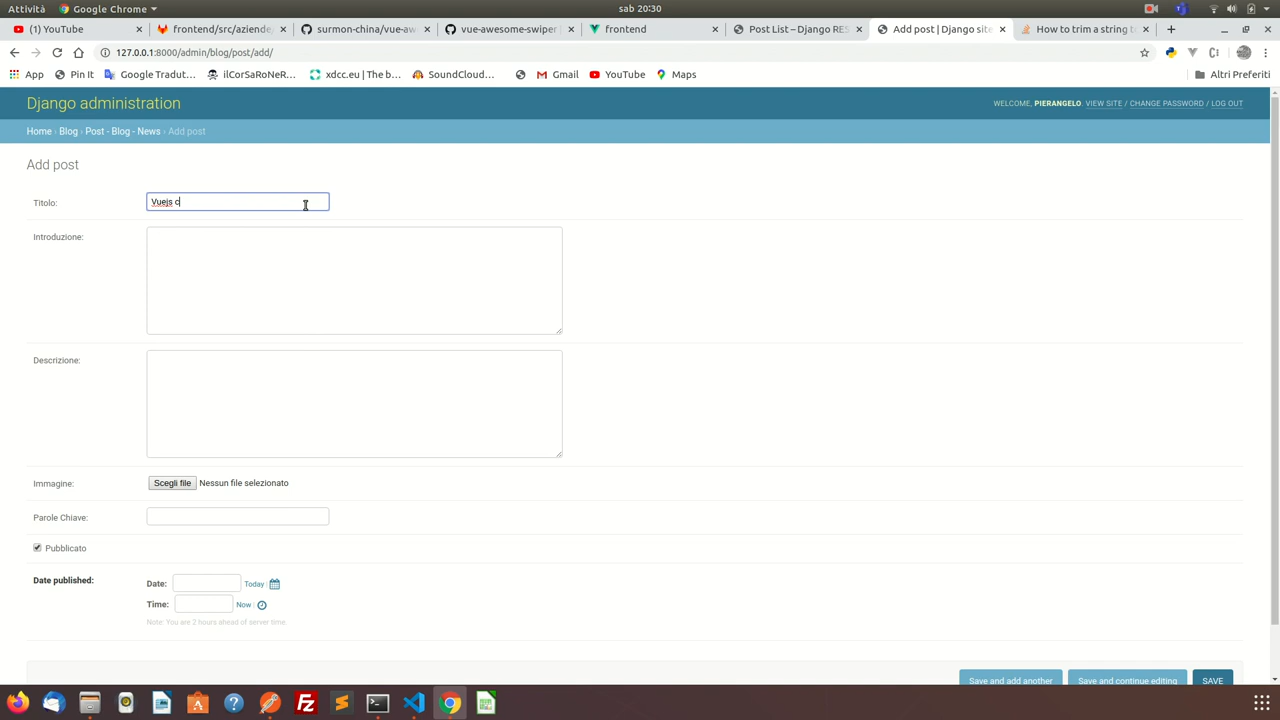 Attività
Google Chrome
sab 20:30
(1) YouTube
frontend/src/aziende
surmon-china/vue-aw
vue-awesome-swiper
frontend
Post List – Django RES
Add post | Django site
How to trim a string
127.0.0.1:8000/admin/blog/post/add/
App
Pin It
Google Tradut...
ilCorSaRoNeR...
xdcc.eu | The b...
SoundCloud...
Gmail
YouTube
Maps
Altri Preferiti
Django administration
WELCOME, PIERANGELO. VIEW SITE / CHANGE PASSWORD / LOG OUT
Home › Blog › Post - Blog - News › Add post
Add post
Titolo:
Vuejs c
Introduzione:
Descrizione:
Immagine:
Scegli file
Nessun file selezionato
Parole Chiave:
Pubblicato
Date published:
Date:
Today
Time:
Now
Note: You are 2 hours ahead of server time.
Save and add another
Save and continue editing
SAVE